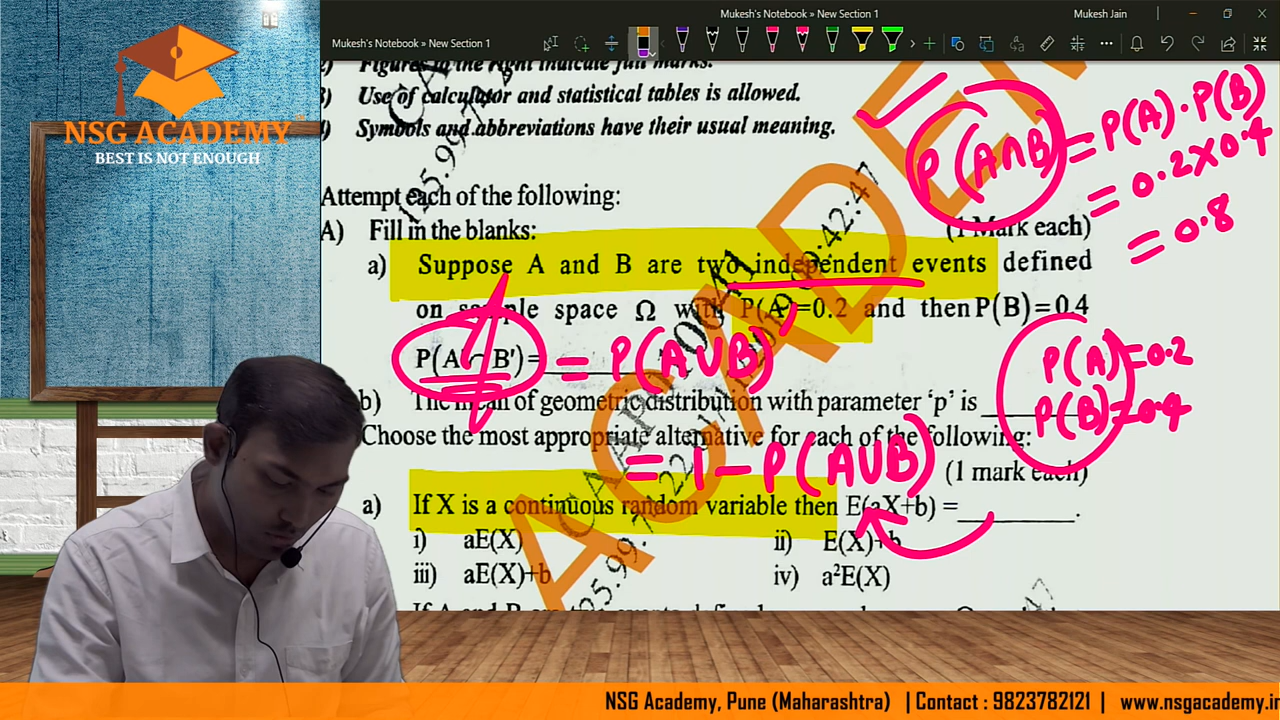 Mukesh's Notebook » New Section 1
Mukesh Jain
Mukesh's Notebook » New Section 1
NSG ACADEMY
BEST IS NOT ENOUGH
Figures to the right indicate full marks.
Use of calculator and statistical tables is allowed.
Symbols and abbreviations have their usual meaning.
P(A∩B) = P(A)·P(B)
= 0.2×0.4
= 0.8
Attempt each of the following:
A) Fill in the blanks: (1 Mark each)
a) Suppose A and B are two independent events defined
on sample space Ω with P(A)=0.2 and then P(B)=0.4
P(A'∩B')= ________ = P(A∪B)'
P(A)=0.2
P(B)=0.4
b) The mean of geometric distribution with parameter 'p' is ________
Choose the most appropriate alternative for each of the following:
= 1 - P(A∪B)
(1 mark each)
a) If X is a continuous random variable then E(aX+b) = ________.
i) aE(X) ii) E(X)+b
iii) aE(X)+b iv) a²E(X)
ACADEM
NSG Academy, Pune (Maharashtra) | Contact : 9823782121 | www.nsgacademy.in